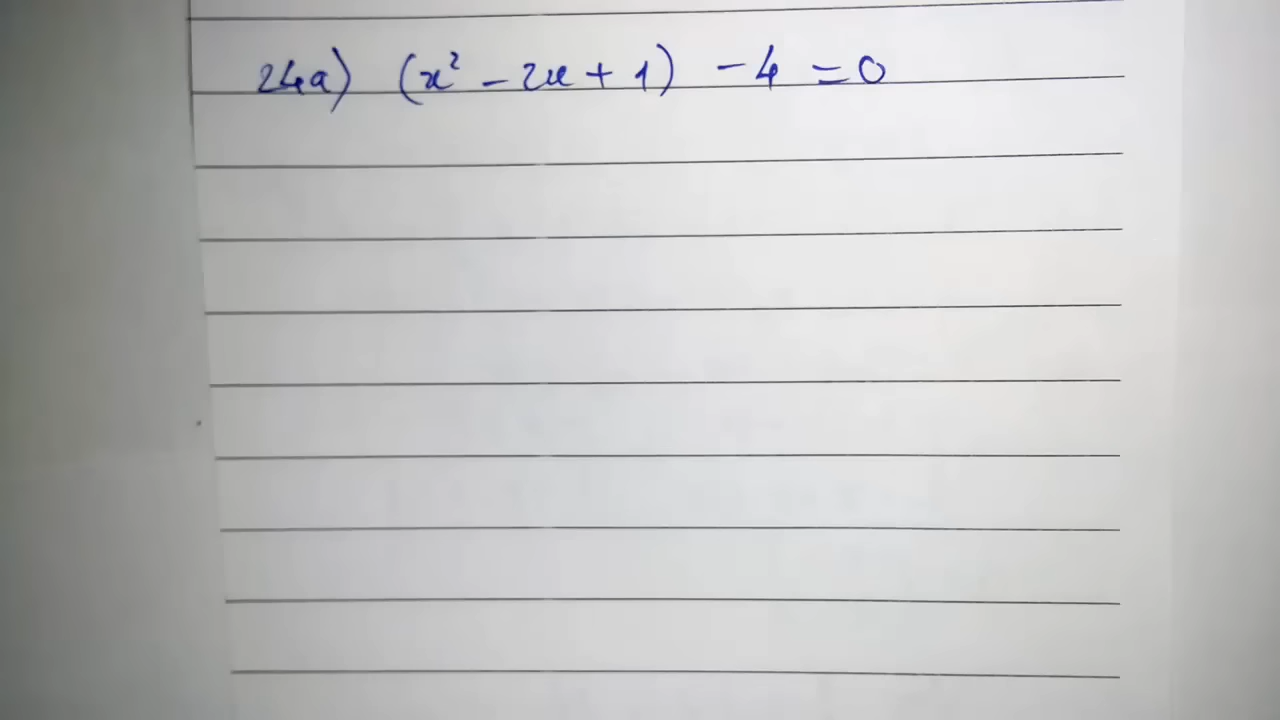 24a) (x² - 2x + 1) - 4 = 0